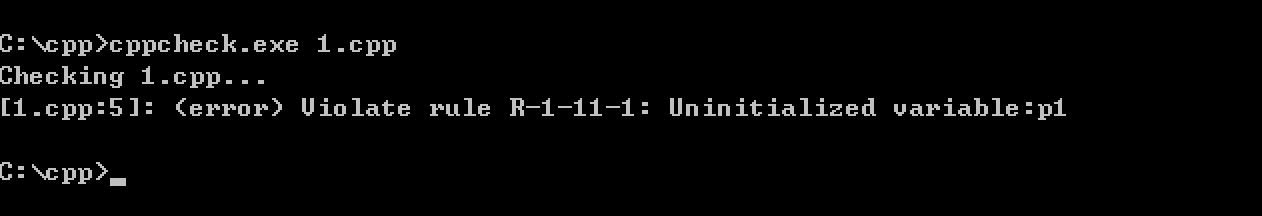 C:\cpp>cppcheck.exe 1.cpp
Checking 1.cpp...
[1.cpp:5]: (error) Violate rule R-1-11-1: Uninitialized variable:p1
C:\cpp>_